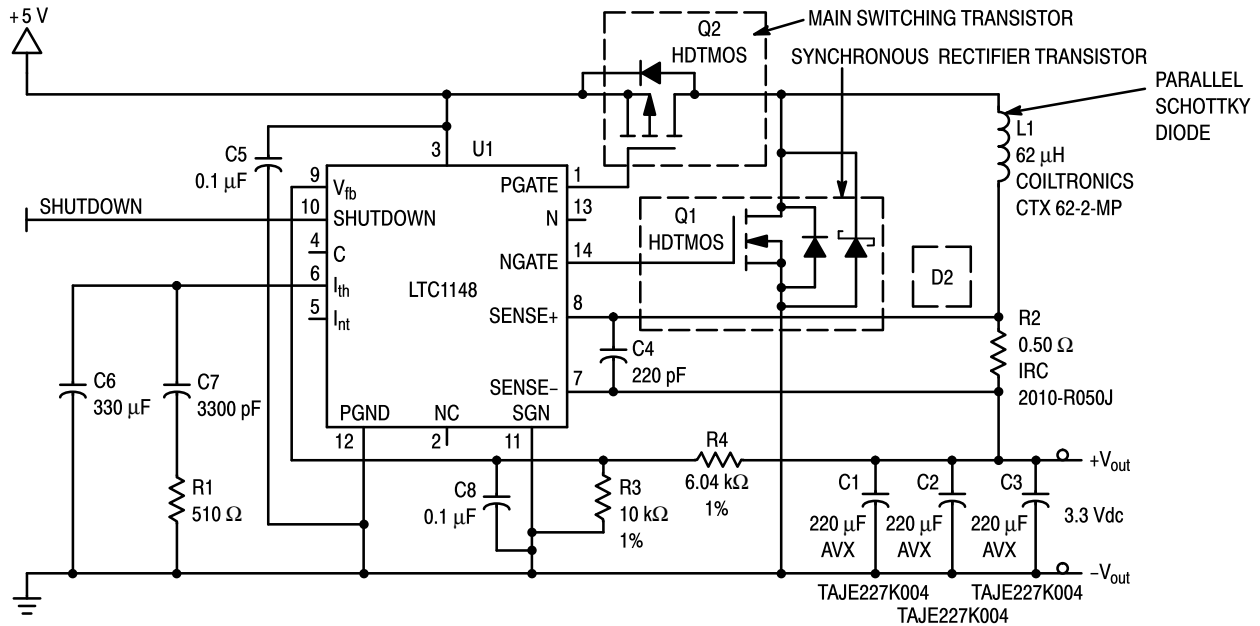 +5 V
MAIN SWITCHING TRANSISTOR
Q2
HDTMOS
SYNCHRONOUS RECTIFIER TRANSISTOR
PARALLEL
SCHOTTKY
DIODE
L1
62 μH
COILTRONICS
CTX 62-2-MP
C5
0.1 μF
3
U1
9
Vfb
PGATE
1
SHUTDOWN
10
SHUTDOWN
N
13
Q1
HDTMOS
4
C
NGATE
14
6
Ith
LTC1148
D2
5
Int
SENSE+
8
R2
0.50 Ω
IRC
2010-R050J
C4
220 pF
C6
330 μF
C7
3300 pF
SENSE–
7
PGND
NC
SGN
12
2
11
R4
6.04 kΩ
1%
+Vout
R1
510 Ω
C8
0.1 μF
R3
10 kΩ
1%
C1
220 μF
AVX
C2
220 μF
AVX
C3
220 μF
AVX
3.3 Vdc
–Vout
TAJE227K004
TAJE227K004
TAJE227K004